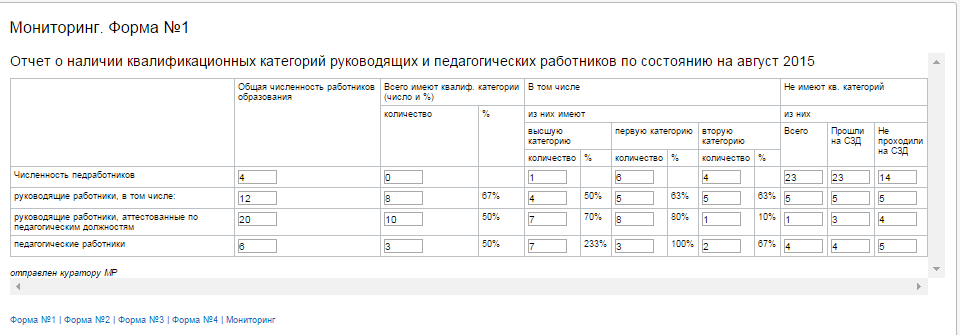 Мониторинг. Форма №1
Отчет о наличии квалификационных категорий руководящих и педагогических работников по состоянию на август 2015
Общая численность работников образования Всего имеют квалиф. категории (число и %) В том числе Не имеют кв. категорий
количество % из них имеют из них
высшую категорию первую категорию вторую категорию Всего Прошли на СЗД Не проходили на СЗД
количество % количество % количество %
Численность педработников 4 0 1 6 4 23 23 14
руководящие работники, в том числе: 12 8 67% 4 50% 5 63% 5 63% 5 5 5
руководящие работники, аттестованные по педагогическим должностям 20 10 50% 7 70% 8 80% 1 10% 1 3 4
педагогические работники 6 3 50% 7 233% 3 100% 2 67% 4 4 5
отправлен куратору МР
Форма №1 | Форма №2 | Форма №3 | Форма №4 | Мониторинг